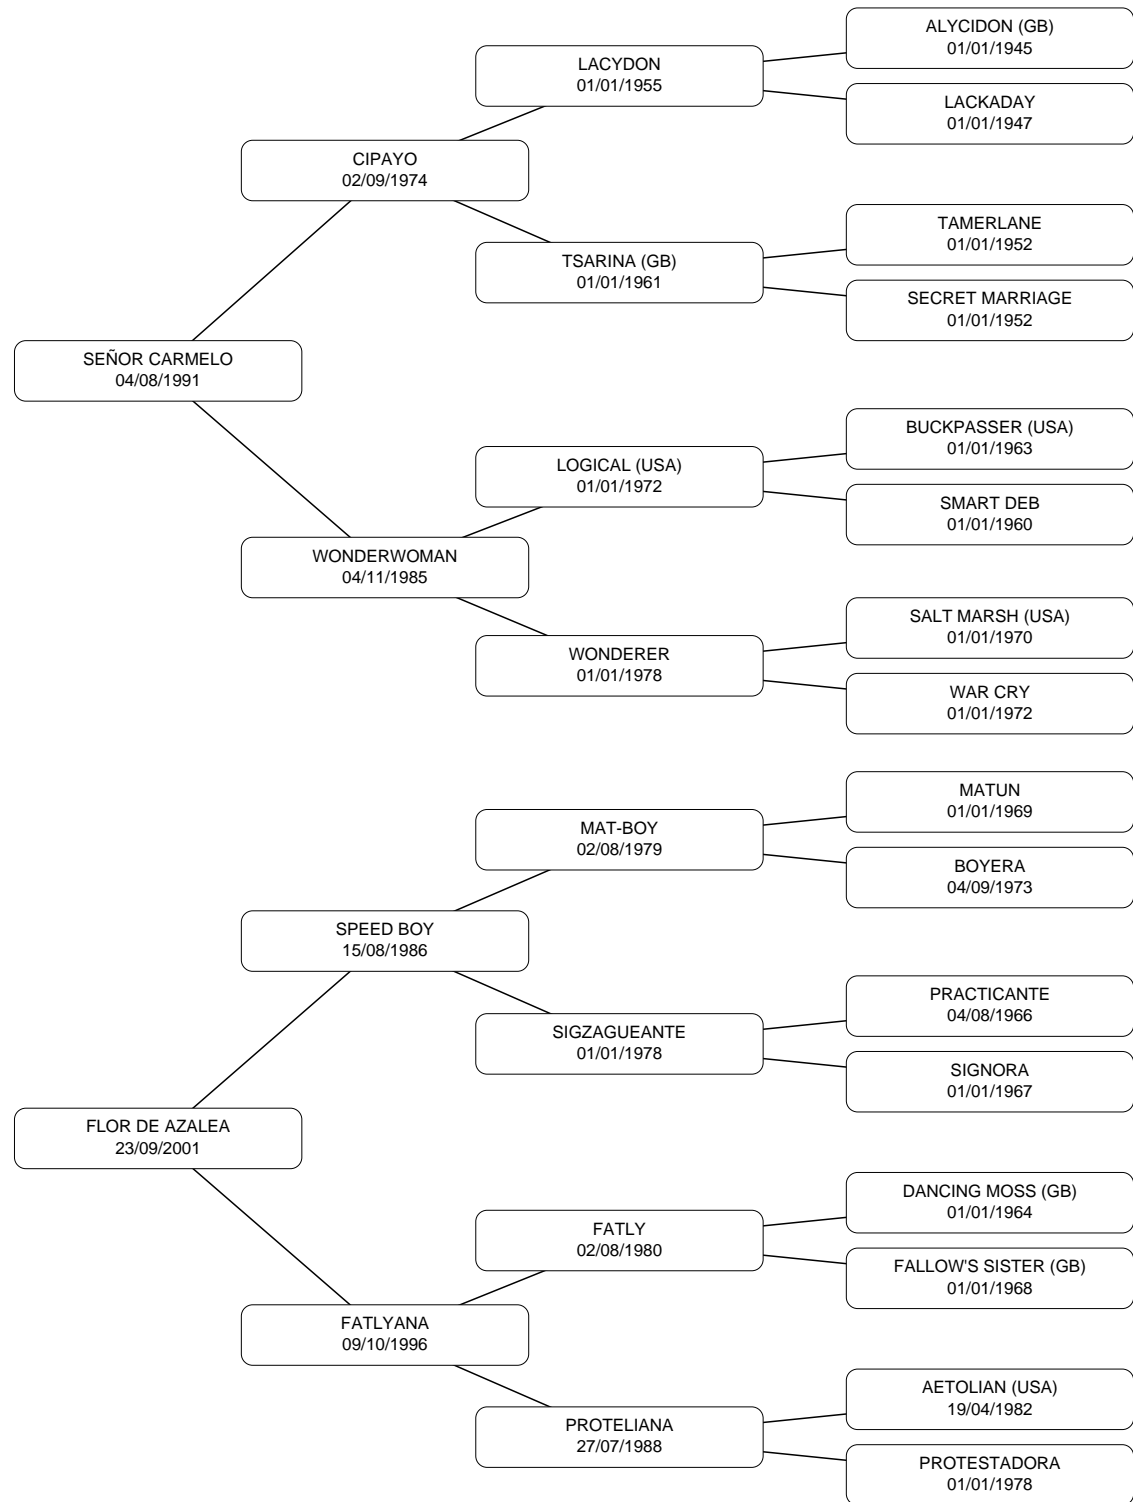 ALYCIDON (GB)
01/01/1945
LACYDON
01/01/1955
LACKADAY
01/01/1947
CIPAYO
02/09/1974
TAMERLANE
01/01/1952
TSARINA (GB)
01/01/1961
SECRET MARRIAGE
01/01/1952
SEÑOR CARMELO
04/08/1991
BUCKPASSER (USA)
01/01/1963
LOGICAL (USA)
01/01/1972
SMART DEB
01/01/1960
WONDERWOMAN
04/11/1985
SALT MARSH (USA)
01/01/1970
WONDERER
01/01/1978
WAR CRY
01/01/1972
MATUN
01/01/1969
MAT-BOY
02/08/1979
BOYERA
04/09/1973
SPEED BOY
15/08/1986
PRACTICANTE
04/08/1966
SIGZAGUEANTE
01/01/1978
SIGNORA
01/01/1967
FLOR DE AZALEA
23/09/2001
DANCING MOSS (GB)
01/01/1964
FATLY
02/08/1980
FALLOW'S SISTER (GB)
01/01/1968
FATLYANA
09/10/1996
AETOLIAN (USA)
19/04/1982
PROTELIANA
27/07/1988
PROTESTADORA
01/01/1978